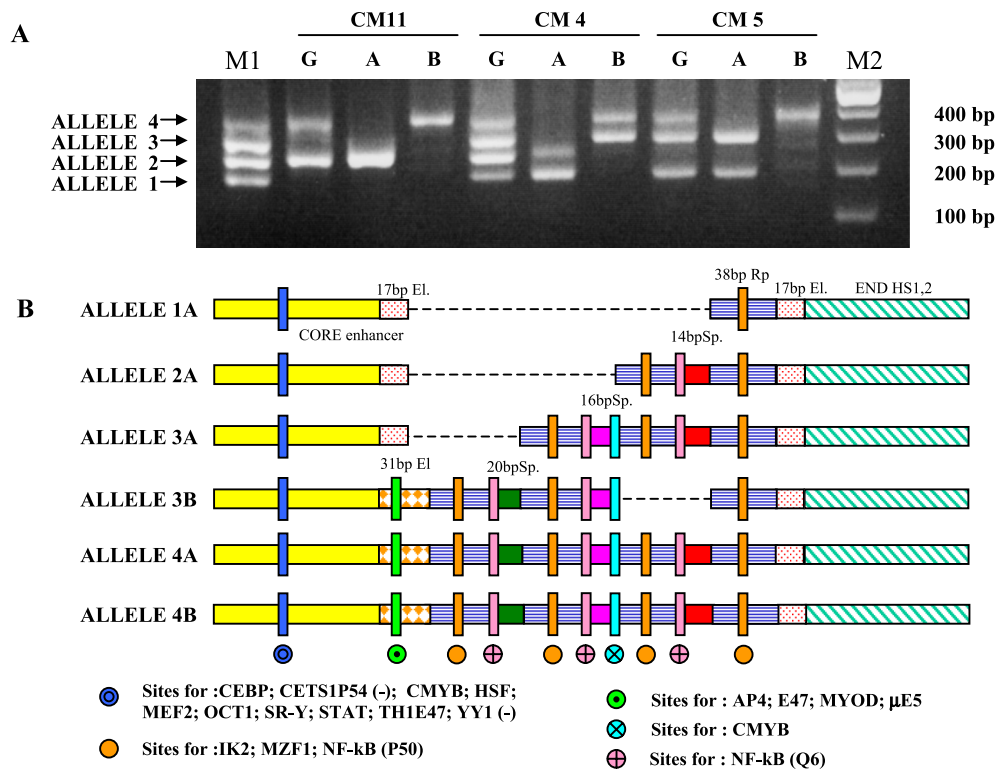 A
CM11 CM 4 CM 5
M1 G A B G A B G A B M2
ALLELE 4
ALLELE 3
ALLELE 2
ALLELE 1
400 bp
300 bp
200 bp
100 bp
B
38bp Rp
17bp El. 17bp El. END HS1,2
ALLELE 1A
CORE enhancer
14bpSp.
ALLELE 2A
16bpSp.
ALLELE 3A
31bp El 20bpSp.
ALLELE 3B
ALLELE 4A
ALLELE 4B
Sites for :CEBP; CETS1P54 (-); CMYB; HSF;
MEF2; OCT1; SR-Y; STAT; TH1E47; YY1 (-)
Sites for :IK2; MZF1; NF-kB (P50)
Sites for : AP4; E47; MYOD; µE5
Sites for : CMYB
Sites for : NF-kB (Q6)